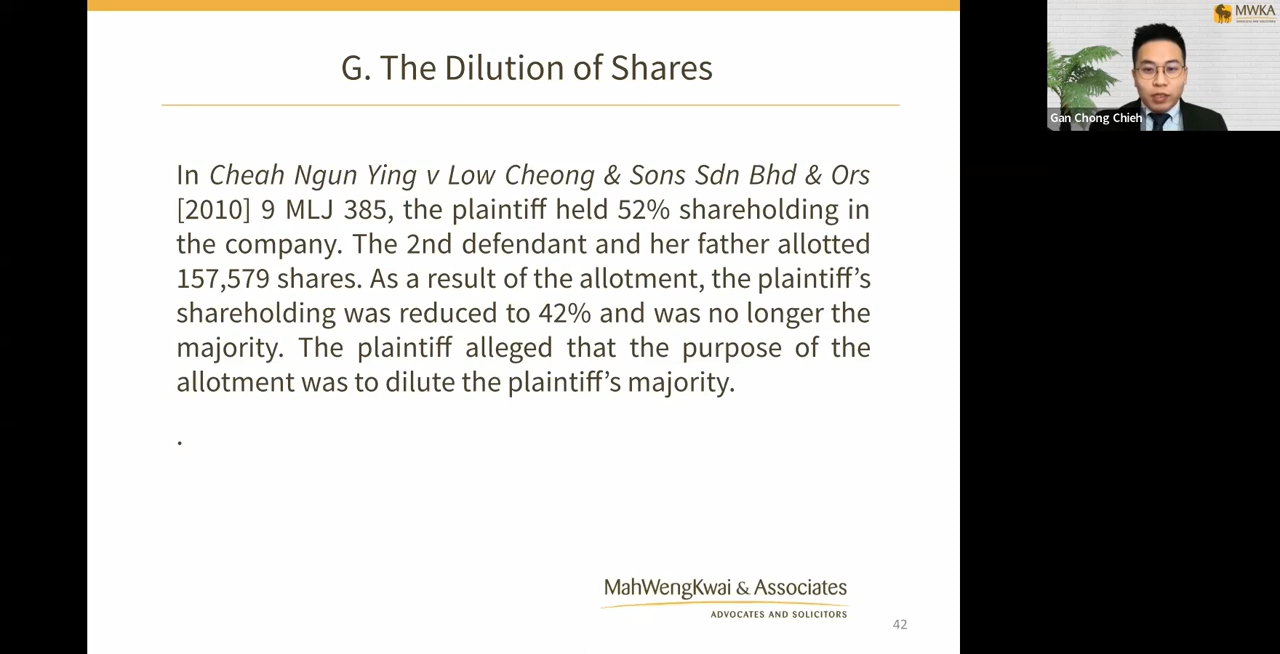 G. The Dilution of Shares
In Cheah Ngun Ying v Low Cheong & Sons Sdn Bhd & Ors
[2010] 9 MLJ 385, the plaintiff held 52% shareholding in
the company. The 2nd defendant and her father allotted
157,579 shares. As a result of the allotment, the plaintiff’s
shareholding was reduced to 42% and was no longer the
majority. The plaintiff alleged that the purpose of the
allotment was to dilute the plaintiff’s majority.
.
MahWengKwai & Associates
ADVOCATES AND SOLICITORS
42
MWKA
ADVOCATES AND SOLICITORS
Gan Chong Chieh